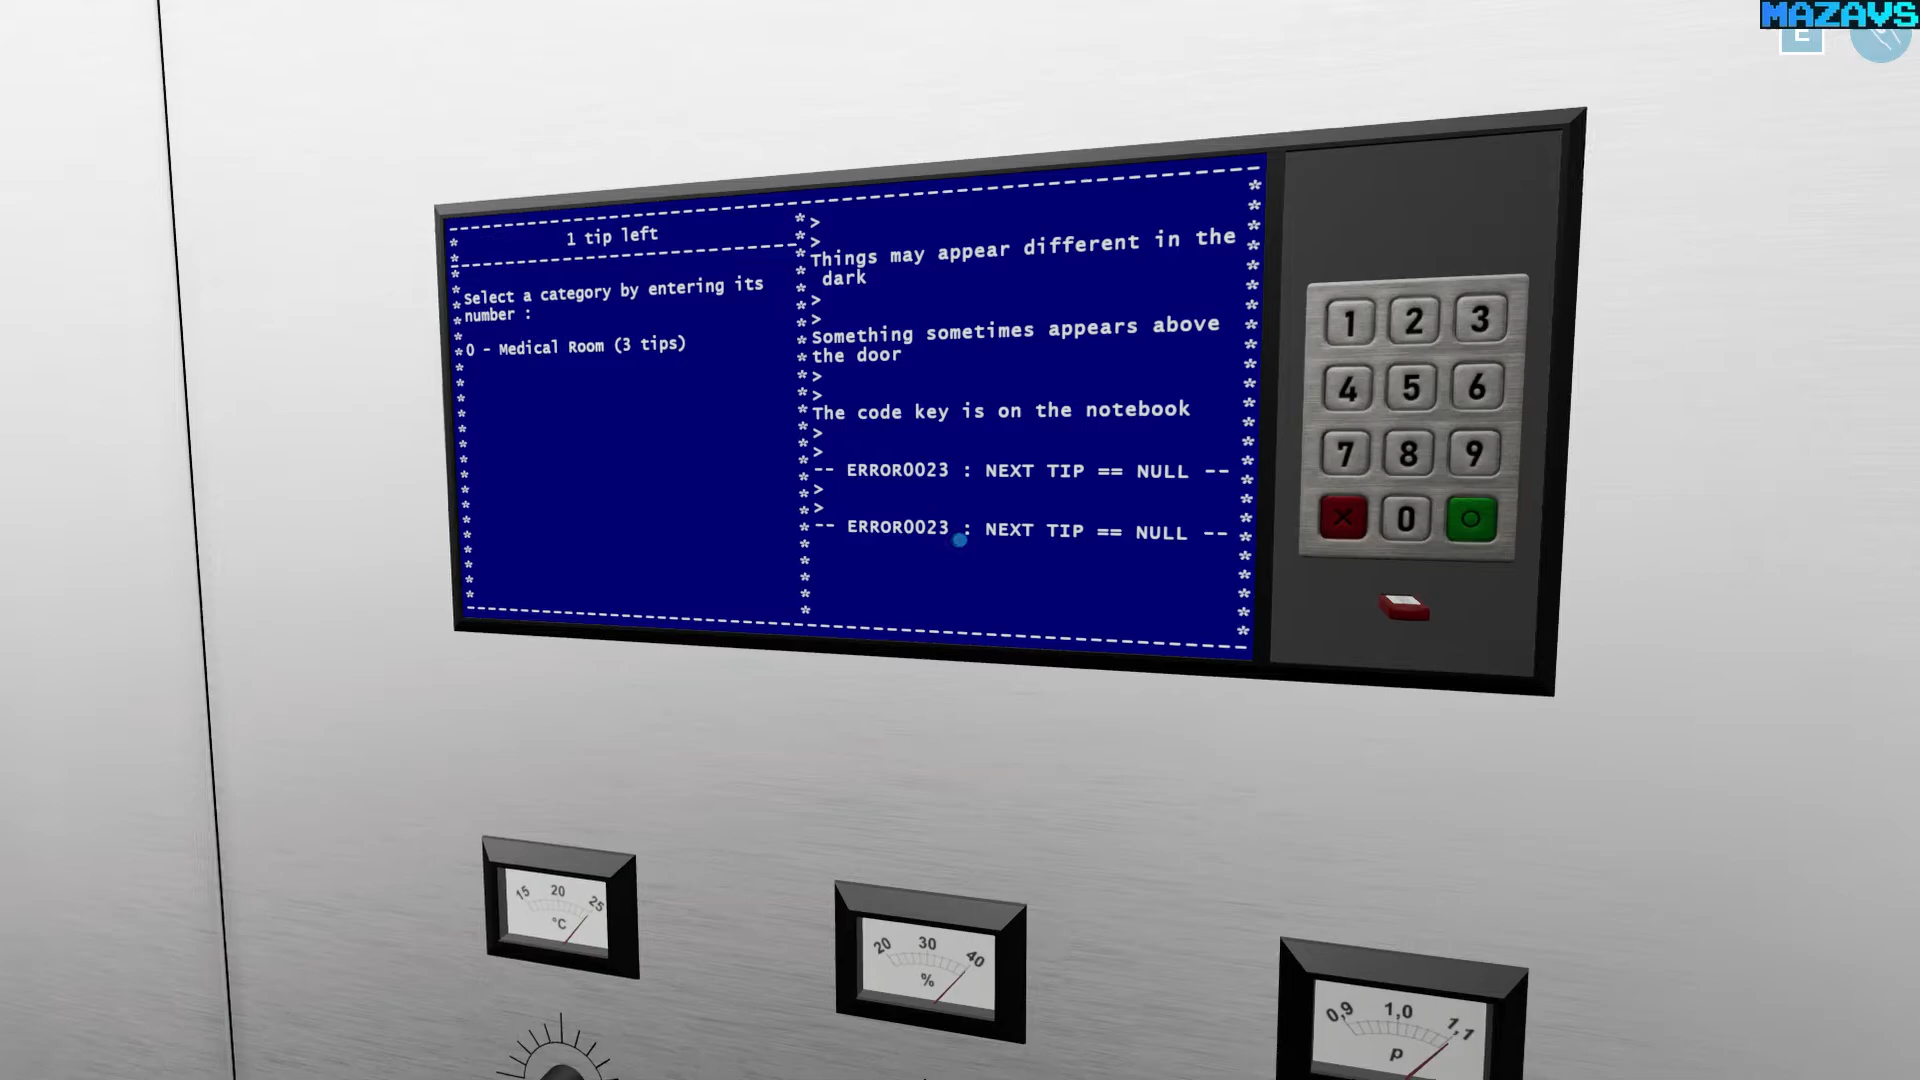 MAZAVS
E
1 tip left
Select a category by entering its
number :
0 - Medical Room (3 tips)
>
>
Things may appear different in the
dark
>
>
Something sometimes appears above
the door
>
>
The code key is on the notebook
>
>
-- ERROR0023 : NEXT TIP == NULL --
>
>
-- ERROR0023 : NEXT TIP == NULL --
1 2 3
4 5 6
7 8 9
X 0 O
15 20 25
°C
20 30 40
%
0,9 1,0 1,1
p